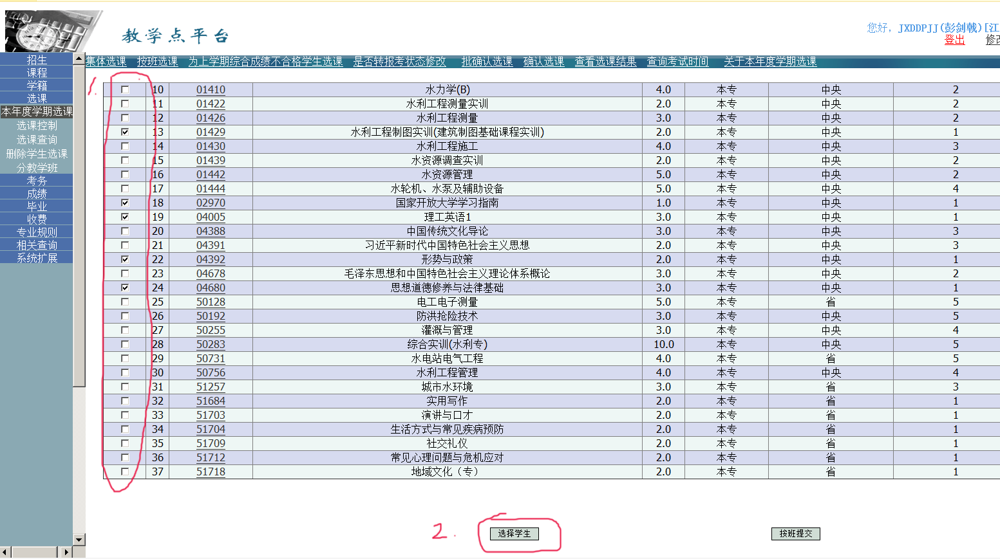 教学点平台
您好，JXDDPJJ(彭剑戟)[江
登出 修改
集体选课 按班选课 为上学期综合成绩不合格学生选课 是否转报考状态修改 批确认选课 确认选课 查看选课结果 查询考试时间 关于本年度学期选课
招生
课程
学籍
选课
本年度学期选课
选课控制
选课查询
删除学生选课
分教学班
考务
成绩
毕业
收费
专业规则
相关查询
系统扩展
1.
10 01410 水力学(B) 4.0 本专 中央 2
11 01422 水利工程测量实训 2.0 本专 中央 2
12 01426 水利工程测量 3.0 本专 中央 2
13 01429 水利工程制图实训(建筑制图基础课程实训) 2.0 本专 中央 1
14 01430 水利工程施工 4.0 本专 中央 3
15 01439 水资源调查实训 2.0 本专 中央 2
16 01442 水资源管理 5.0 本专 中央 2
17 01444 水轮机、水泵及辅助设备 5.0 本专 中央 4
18 02970 国家开放大学学习指南 1.0 本专 中央 1
19 04005 理工英语1 3.0 本专 中央 1
20 04388 中国传统文化导论 3.0 本专 中央 3
21 04391 习近平新时代中国特色社会主义思想 2.0 本专 中央 3
22 04392 形势与政策 2.0 本专 中央 1
23 04678 毛泽东思想和中国特色社会主义理论体系概论 3.0 本专 中央 2
24 04680 思想道德修养与法律基础 3.0 本专 中央 1
25 50128 电工电子测量 5.0 本专 省 5
26 50192 防洪抢险技术 3.0 本专 中央 5
27 50255 灌溉与管理 3.0 本专 中央 4
28 50283 综合实训(水利专) 10.0 本专 中央 5
29 50731 水电站电气工程 4.0 本专 省 5
30 50756 水利工程管理 4.0 本专 中央 4
31 51257 城市水环境 3.0 本专 省 3
32 51684 实用写作 2.0 本专 省 1
33 51703 演讲与口才 2.0 本专 省 1
34 51704 生活方式与常见疾病预防 2.0 本专 省 1
35 51709 社交礼仪 2.0 本专 省 1
36 51712 常见心理问题与危机应对 2.0 本专 省 1
37 51718 地域文化（专） 2.0 本专 省 1
2. 选择学生 按班提交